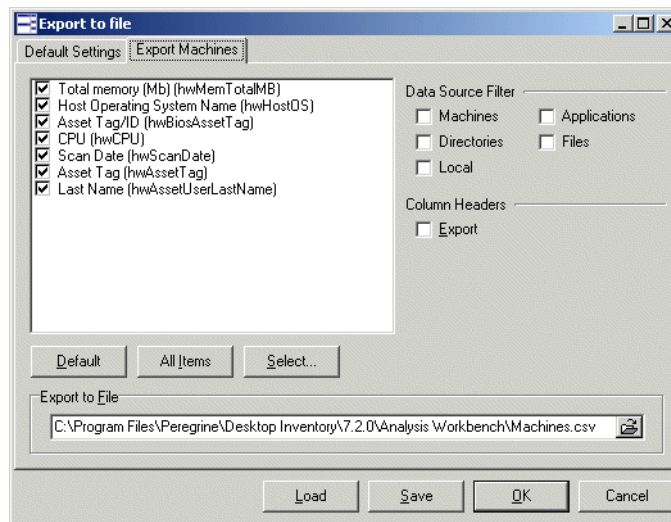 Export to file
Default Settings
Export Machines
Total memory (Mb) (hwMemTotalMB)
Host Operating System Name (hwHostOS)
Asset Tag/ID (hwBiosAssetTag)
CPU (hwCPU)
Scan Date (hwScanDate)
Asset Tag (hwAssetTag)
Last Name (hwAssetUserLastName)
Data Source Filter
Machines
Applications
Directories
Files
Local
Column Headers
Export
Default
All Items
Select...
Export to File
C:\Program Files\Peregrine\Desktop Inventory\7.2.0\Analysis Workbench\Machines.csv
Load
Save
OK
Cancel